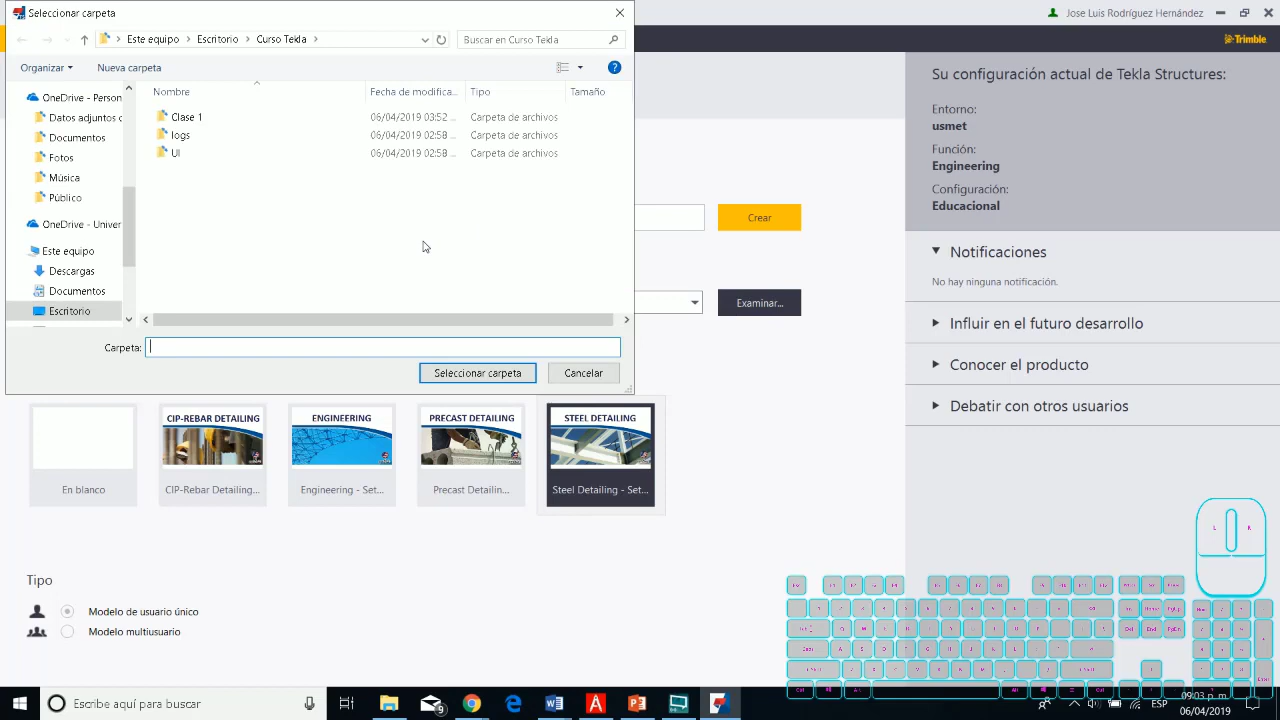 Seleccionar carpeta
Jose Luis Rodríguez Hernández
Este equipo > Escritorio > Curso Tekla >
Buscar en Curso Tekla
Trimble
Organizar
Nueva carpeta
Nombre
Fecha de modifica...
Tipo
Tamaño
OneDrive - Person
Datos adjuntos c
Documentos
Fotos
Música
Público
OneDrive - Univer
Este equipo
Descargas
Documentos
Escritorio
Clase 1 06/04/2019 03:52 ... Carpeta de archivos
logs 06/04/2019 02:58 ... Carpeta de archivos
UI 06/04/2019 02:58 ... Carpeta de archivos
Carpeta:
Seleccionar carpeta
Cancelar
Crear
Examinar...
Su configuración actual de Tekla Structures:
Entorno:
usmet
Función:
Engineering
Configuración:
Educacional
Notificaciones
No hay ninguna notificación.
Influir en el futuro desarrollo
Conocer el producto
Debatir con otros usuarios
CIP-REBAR DETAILING
ENGINEERING
PRECAST DETAILING
STEEL DETAILING
En blanco
CIP-Rebar Detailing...
Engineering - Set...
Precast Detailin...
Steel Detailing - Set...
Tipo
Modelo de usuario único
Modelo multiusuario
L
R
Escribe aquí para buscar
9
09:03 p. m.
06/04/2019